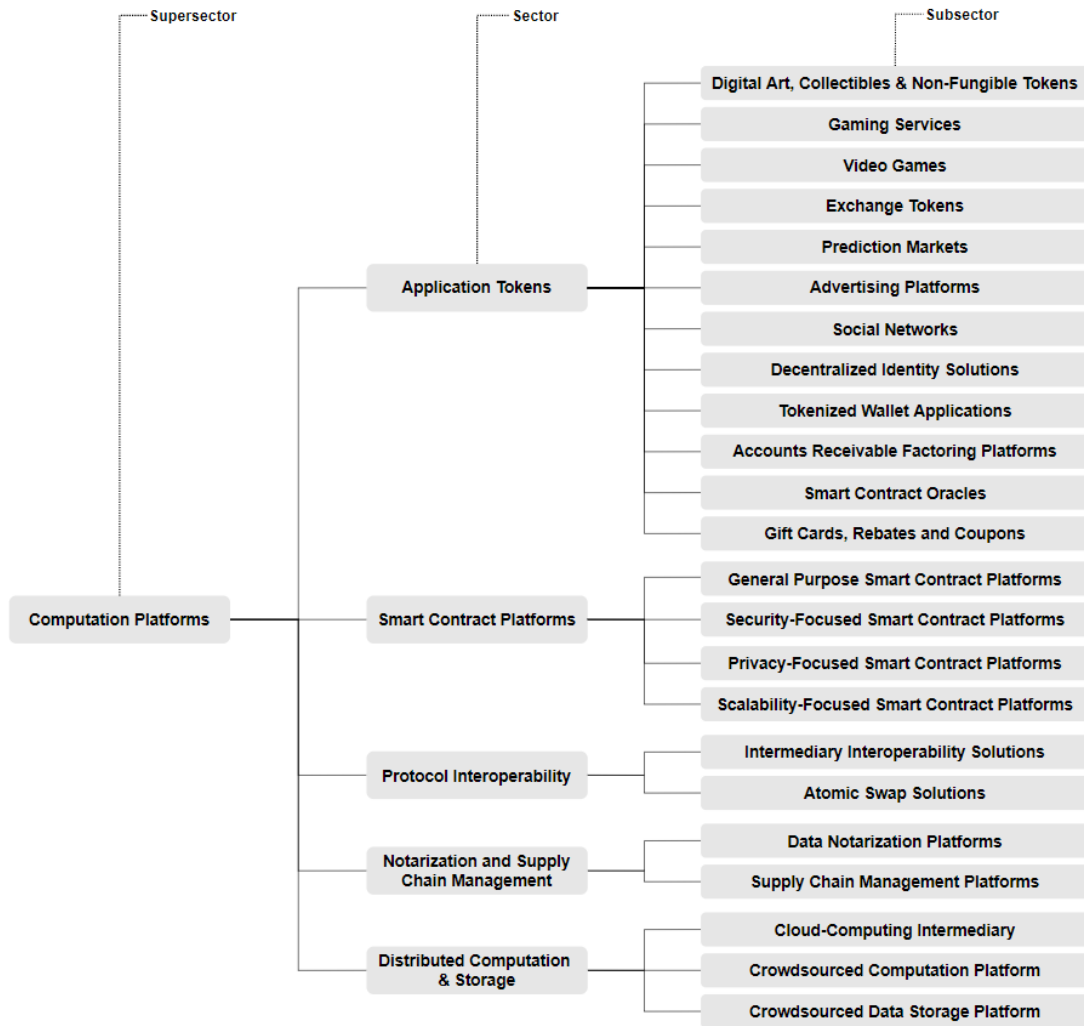 Supersector
Sector
Subsector
Digital Art, Collectibles & Non-Fungible Tokens
Gaming Services
Video Games
Exchange Tokens
Prediction Markets
Application Tokens
Advertising Platforms
Social Networks
Decentralized Identity Solutions
Tokenized Wallet Applications
Accounts Receivable Factoring Platforms
Smart Contract Oracles
Gift Cards, Rebates and Coupons
General Purpose Smart Contract Platforms
Computation Platforms
Smart Contract Platforms
Security-Focused Smart Contract Platforms
Privacy-Focused Smart Contract Platforms
Scalability-Focused Smart Contract Platforms
Protocol Interoperability
Intermediary Interoperability Solutions
Atomic Swap Solutions
Notarization and Supply
Chain Management
Data Notarization Platforms
Supply Chain Management Platforms
Distributed Computation
& Storage
Cloud-Computing Intermediary
Crowdsourced Computation Platform
Crowdsourced Data Storage Platform